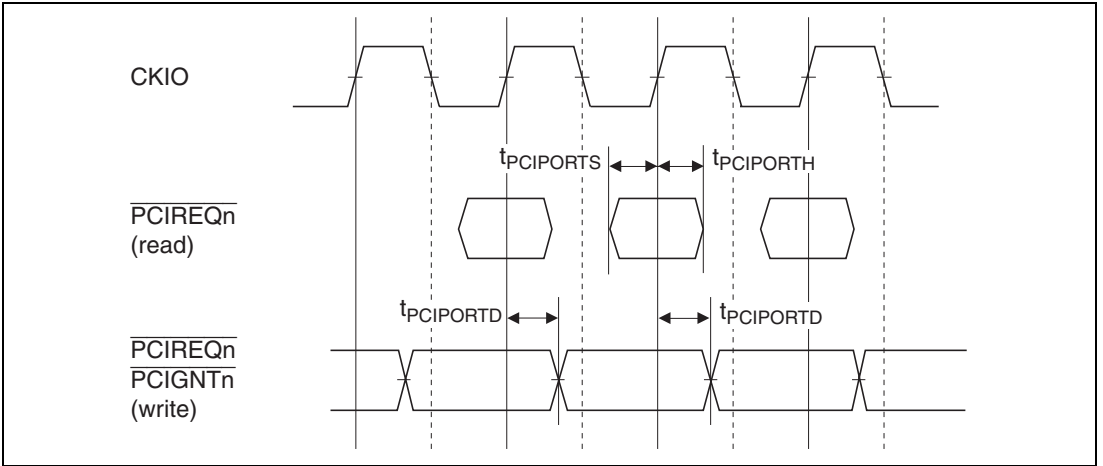 CKIO
tPCIPORTS
tPCIPORTH
PCIREQn
(read)
tPCIPORTD
tPCIPORTD
PCIREQn
PCIGNTn
(write)